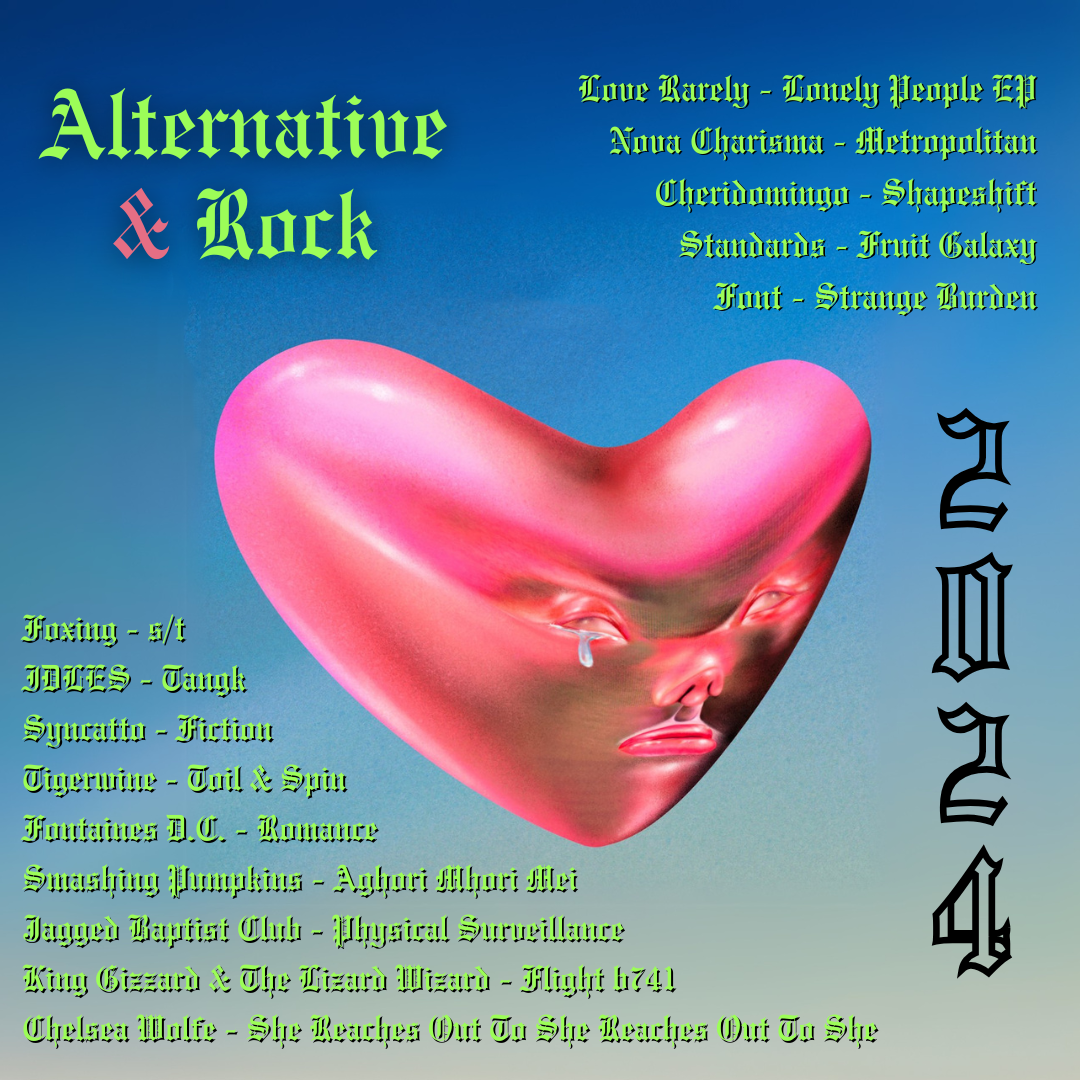 Alternative
& Rock
Love Rarely - Lonely People EP
Nova Charisma - Metropolitan
Cheridomingo - Shapeshift
Standards - Fruit Galaxy
Font - Strange Burden
2024
Foxing - s/t
IDLES - Tangk
Syncatto - Fiction
Tigerwine - Toil & Spin
Fontaines D.C. - Romance
Smashing Pumpkins - Aghori Mhori Mei
Jagged Baptist Club - Physical Surveillance
King Gizzard & The Lizard Wizard - Flight b741
Chelsea Wolfe - She Reaches Out To She Reaches Out To She